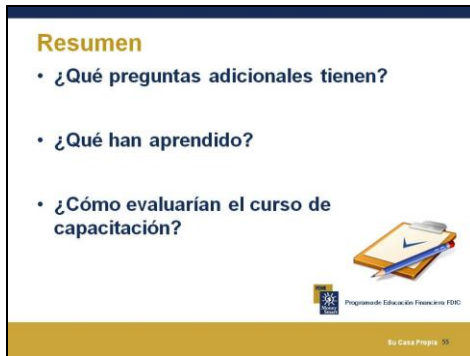 Resumen
• ¿Qué preguntas adicionales tienen?
• ¿Qué han aprendido?
• ¿Cómo evaluarían el curso de
capacitación?
Programa de Educación Financiera FDIC
Su Casa Propia 55